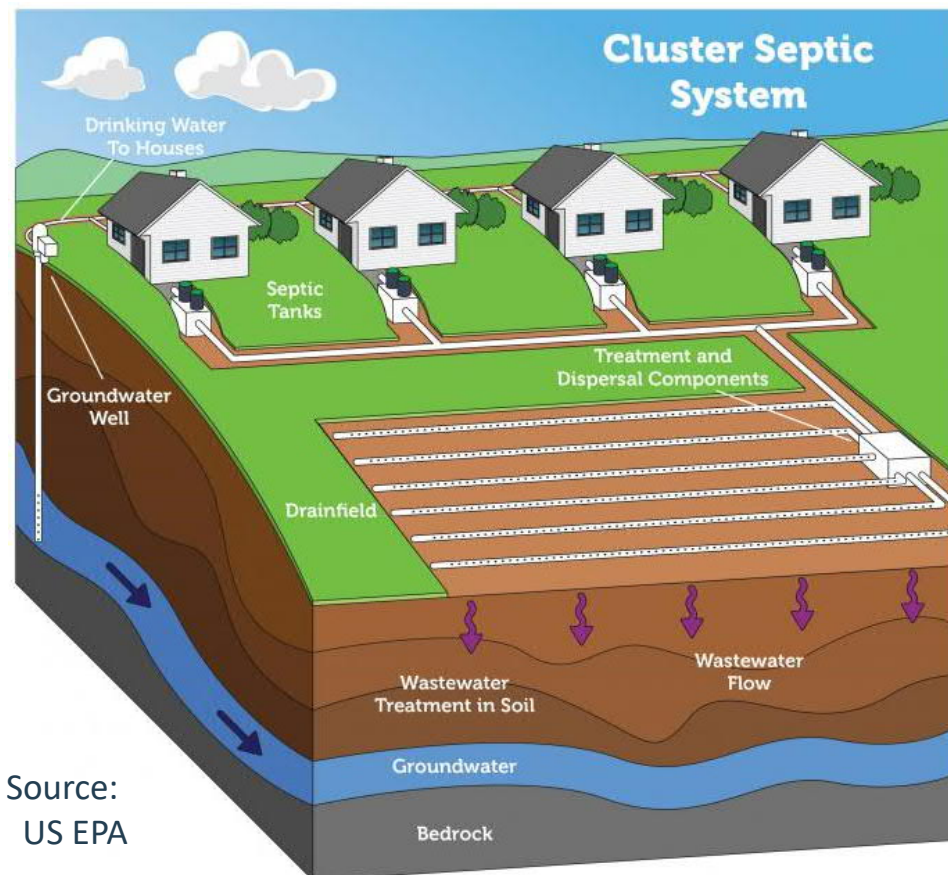 Cluster Septic
System
Drinking Water
To Houses
Septic
Tanks
Treatment and
Dispersal Components
Groundwater
Well
Drainfield
Wastewater
Flow
Wastewater
Treatment in Soil
Groundwater
Bedrock
Source:
US EPA